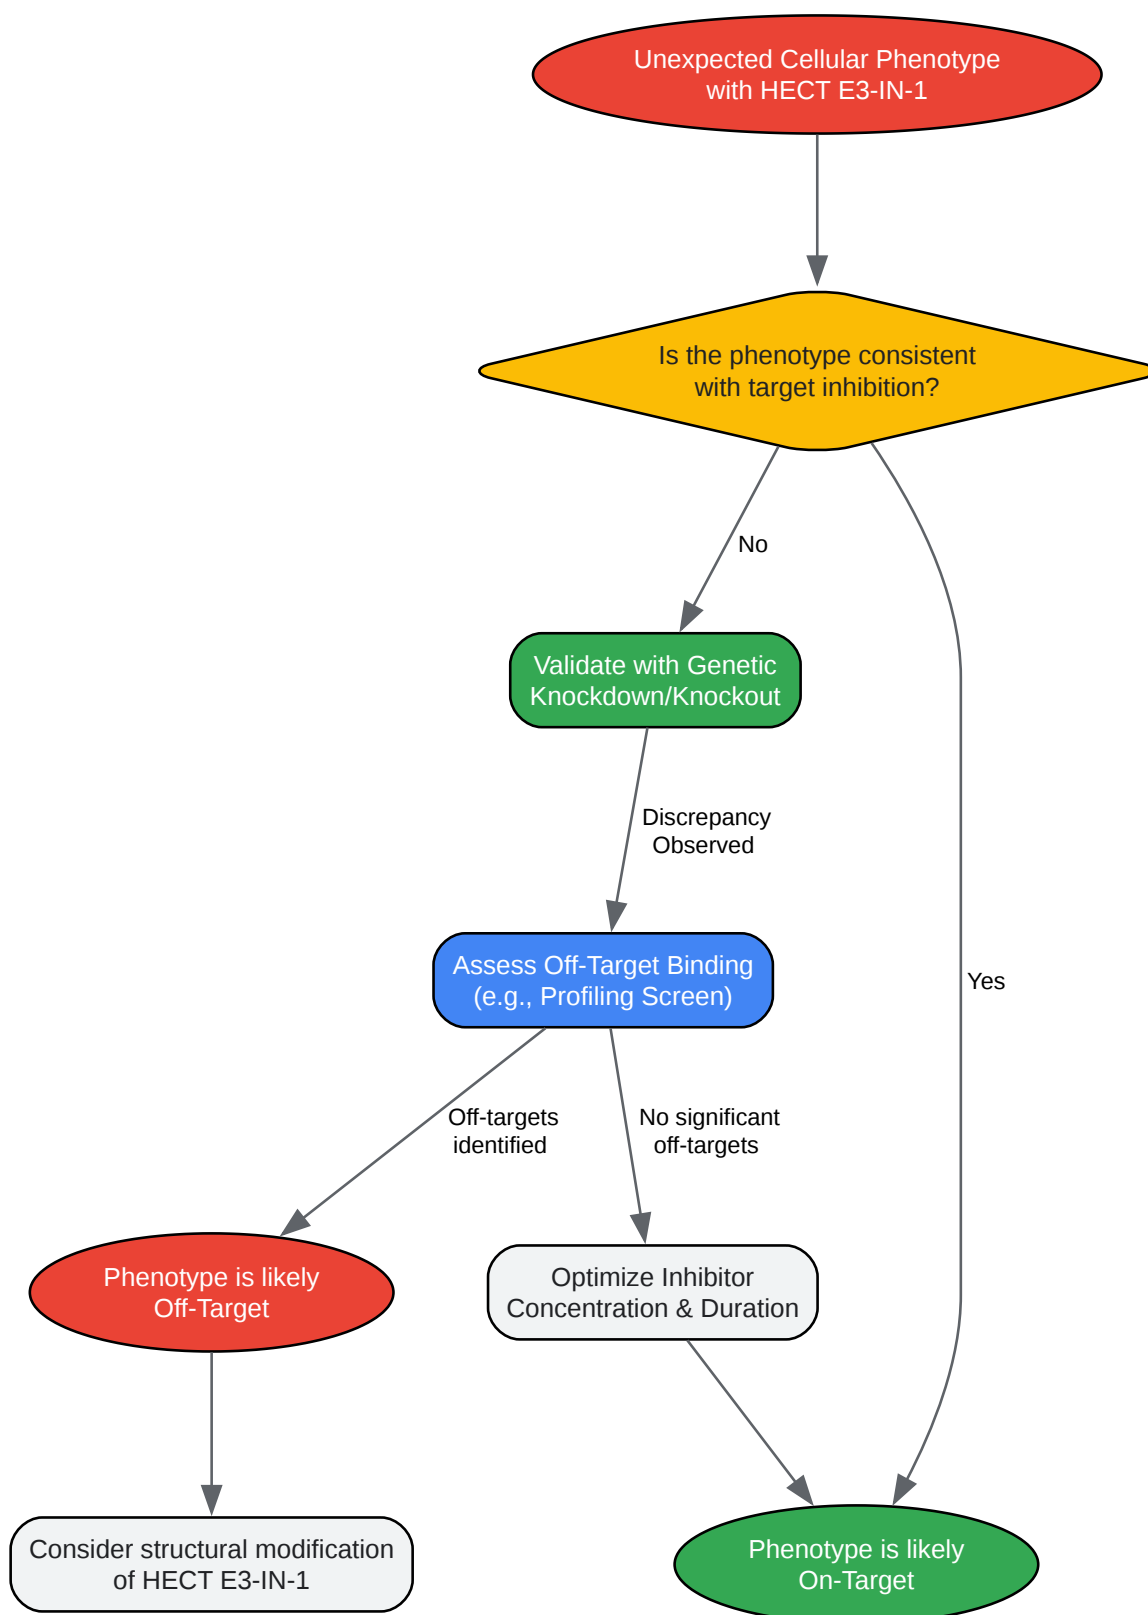 Unexpected Cellular Phenotype
with HECT E3-IN-1
Is the phenotype consistent
with target inhibition?
No
Validate with Genetic
Knockdown/Knockout
Discrepancy
Observed
Assess Off-Target Binding
(e.g., Profiling Screen)
Yes
Off-targets
identified
No significant
off-targets
Phenotype is likely
Off-Target
Optimize Inhibitor
Concentration & Duration
Consider structural modification
of HECT E3-IN-1
Phenotype is likely
On-Target